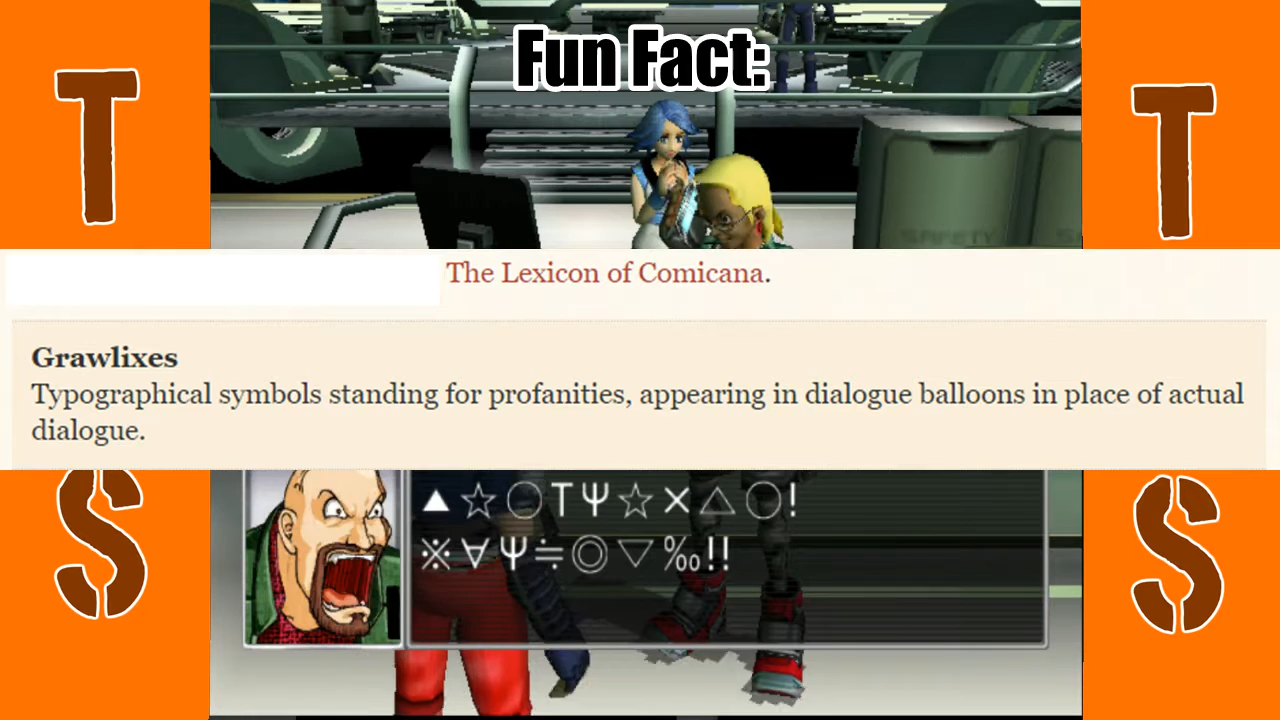 Fun Fact:
T
T
The Lexicon of Comicana.
Grawlixes
Typographical symbols standing for profanities, appearing in dialogue balloons in place of actual
dialogue.
S
S
▲☆○TΨ☆×△○!
※∀Ψ≒◎▽‰!!